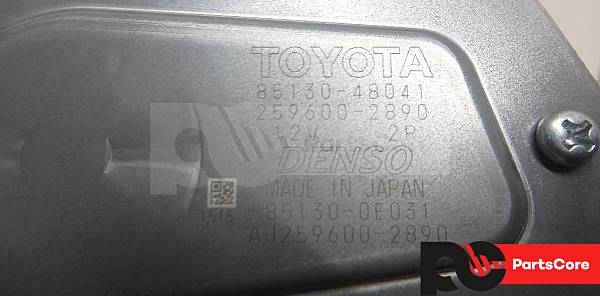 TOYOTA
85130-48041
259600-2890
12V 2P
DENSO
MADE IN JAPAN
1515
85130-0E031
AJ259600-2890
PartsCore